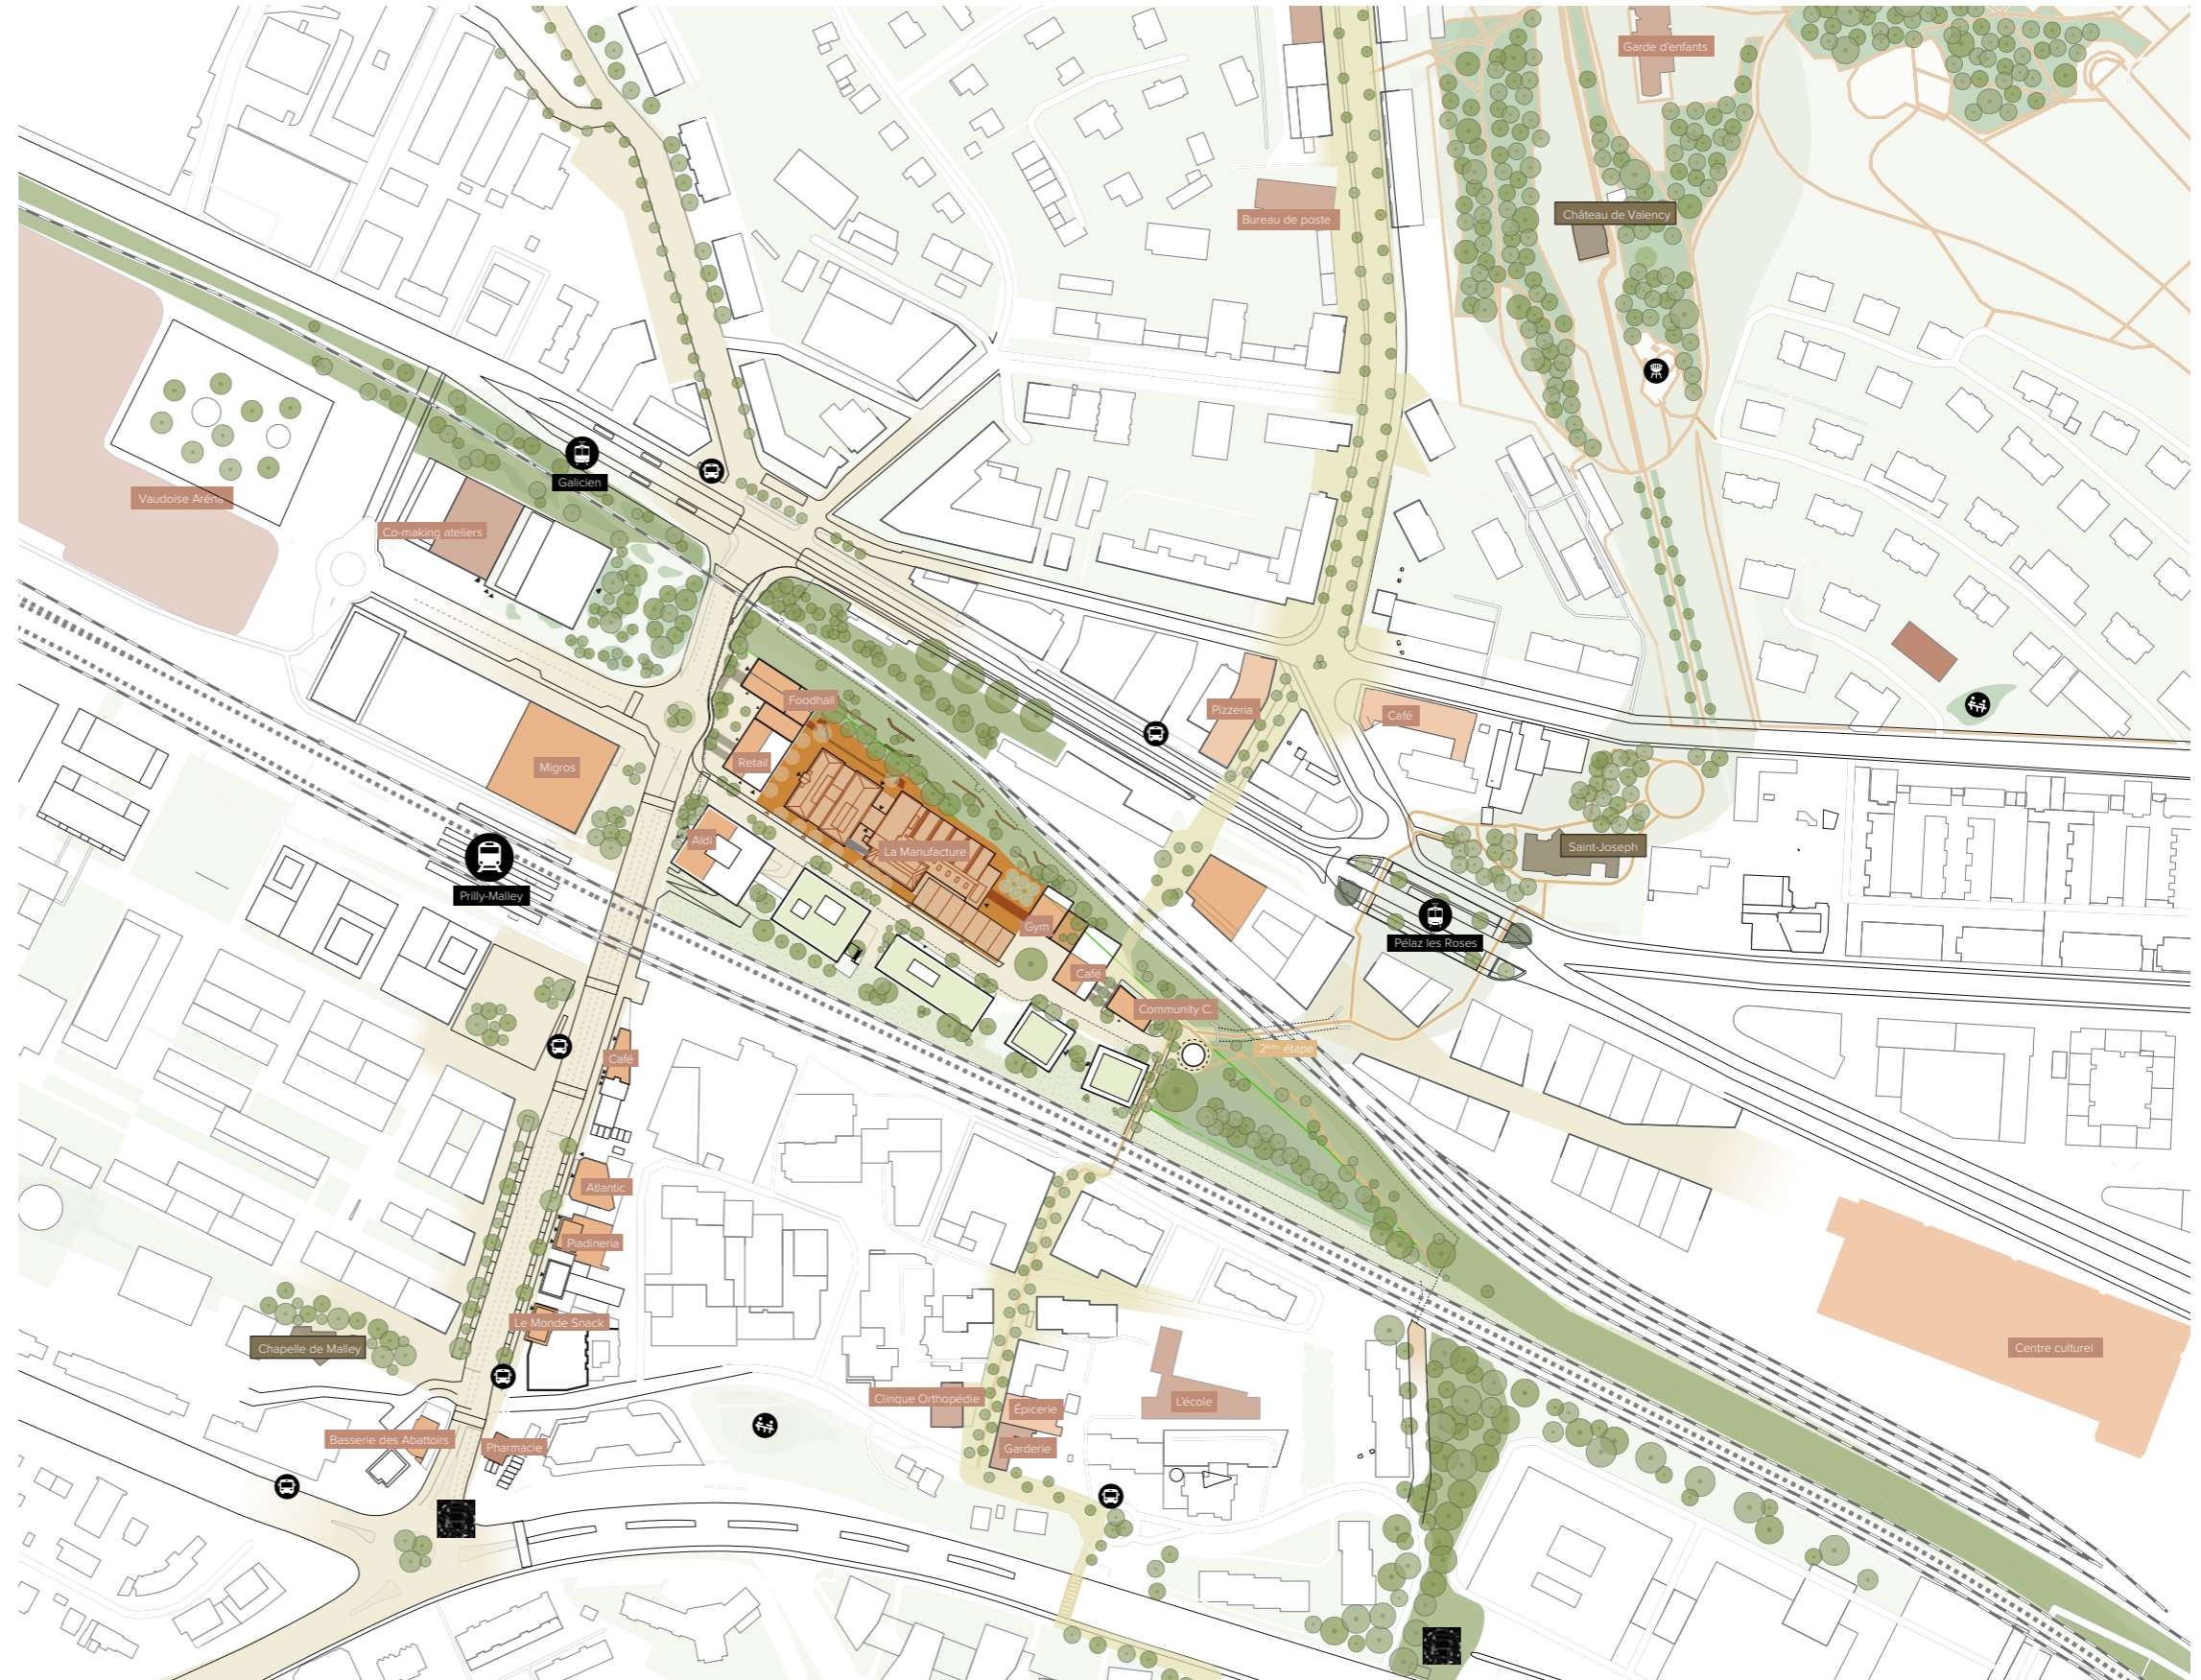 Garde d'enfants
Château de Valency
Bureau de poste
Galicien
Vaudoise Aréna
Co-making ateliers
Foodhall
Pizzeria
Café
Retail
Migros
Aldi
La Manufacture
Saint-Joseph
Prilly-Malley
Gym
Pélaz les Roses
Café
Community C.
2ème étape
Café
Atlantic
Piadineria
Le Monde Snack
Chapelle de Malley
Centre culturel
Clinque Orthopédie
L'école
Épicerie
Basserie des Abattoirs
Pharmacie
Garderie